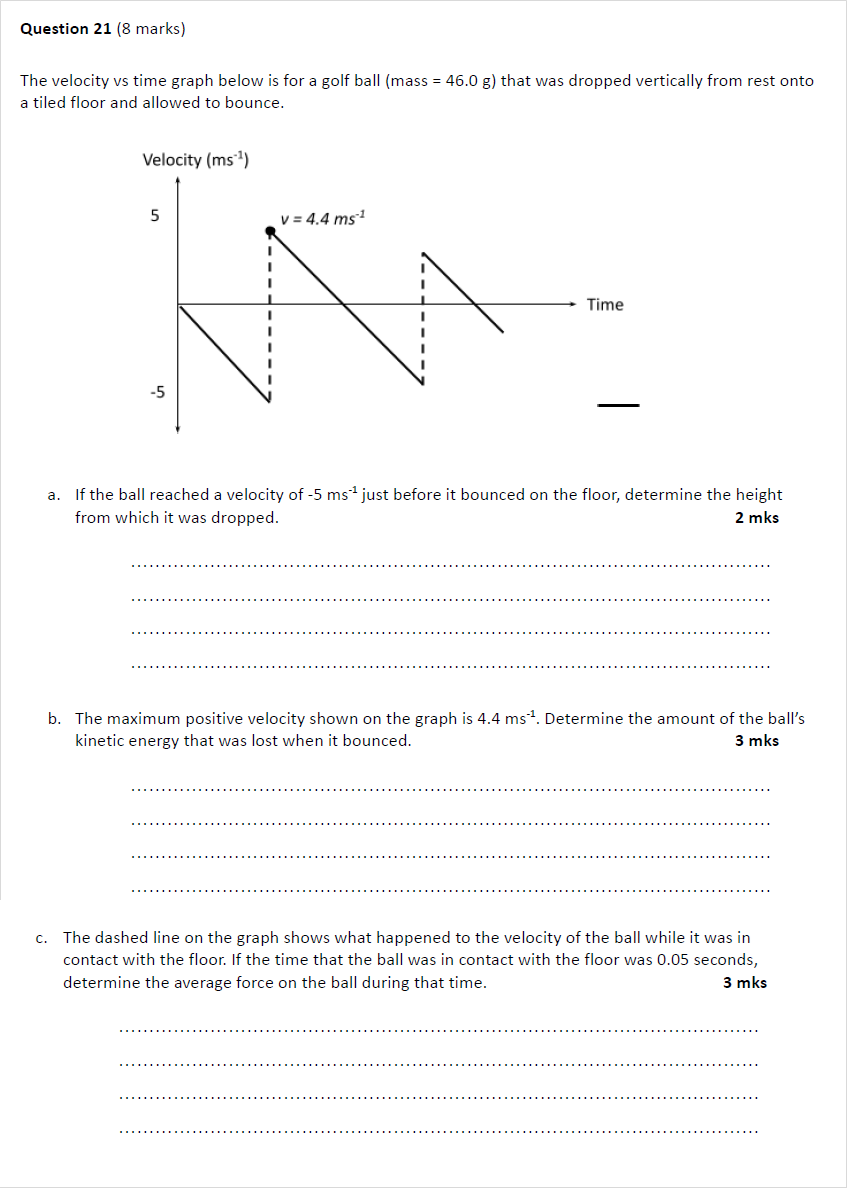 Question 21 (8 marks)
The velocity vs time graph below is for a golf ball (mass = 46.0 g) that was dropped vertically from rest onto
a tiled floor and allowed to bounce.
Velocity (ms⁻¹)
5
v = 4.4 ms⁻¹
Time
-5
a. If the ball reached a velocity of -5 ms⁻¹ just before it bounced on the floor, determine the height
from which it was dropped. 2 mks
b. The maximum positive velocity shown on the graph is 4.4 ms⁻¹. Determine the amount of the ball’s
kinetic energy that was lost when it bounced. 3 mks
c. The dashed line on the graph shows what happened to the velocity of the ball while it was in
contact with the floor. If the time that the ball was in contact with the floor was 0.05 seconds,
determine the average force on the ball during that time. 3 mks